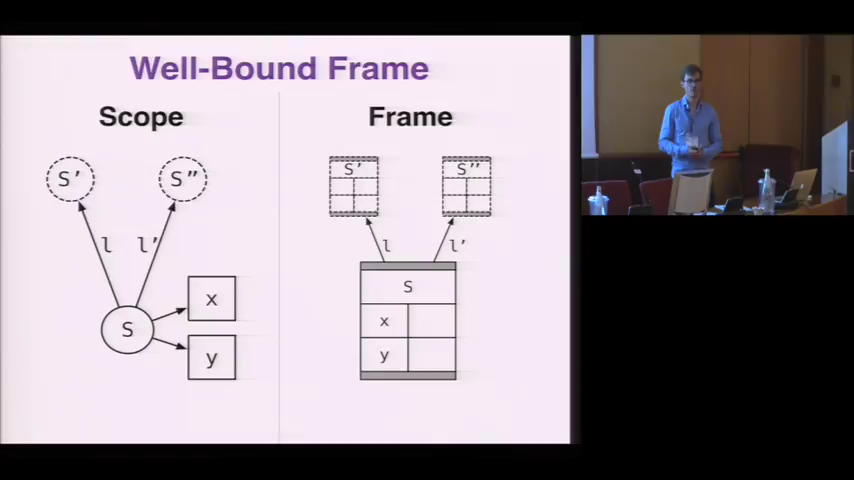 Well-Bound Frame
Scope
Frame
S' S"
l l'
S
x
y
S' S"
l l'
S
x
y